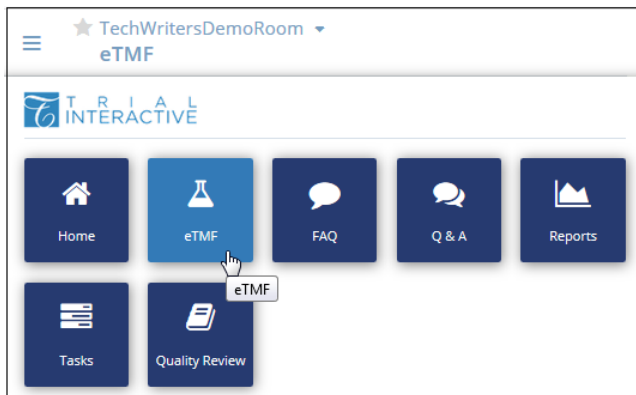 TechWritersDemoRoom
eTMF
TRIAL
INTERACTIVE
Home
eTMF
FAQ
Q & A
Reports
eTMF
Tasks
Quality Review